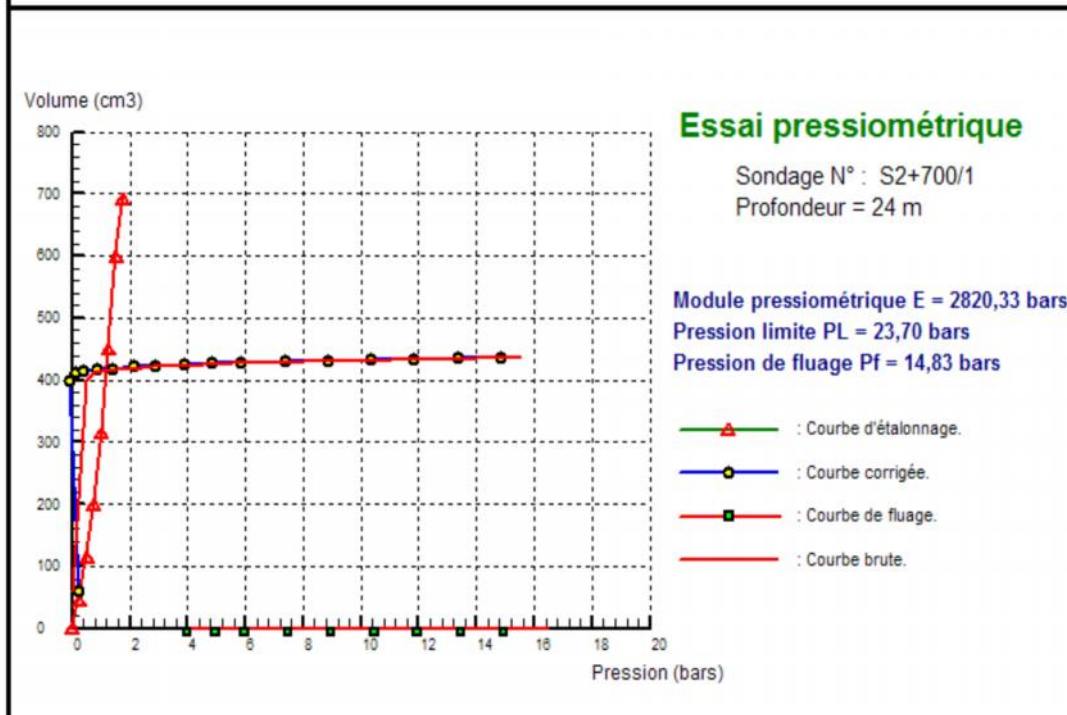 Volume (cm3)
800
700
600
500
400
300
200
100
0
0 2 4 6 8 10 12 14 16 18 20
Pression (bars)
Essai pressiométrique
Sondage N° : S2+700/1
Profondeur = 24 m
Module pressiométrique E = 2820,33 bars
Pression limite PL = 23,70 bars
Pression de fluage Pf = 14,83 bars
: Courbe d'étalonnage.
: Courbe corrigée.
: Courbe de fluage.
: Courbe brute.